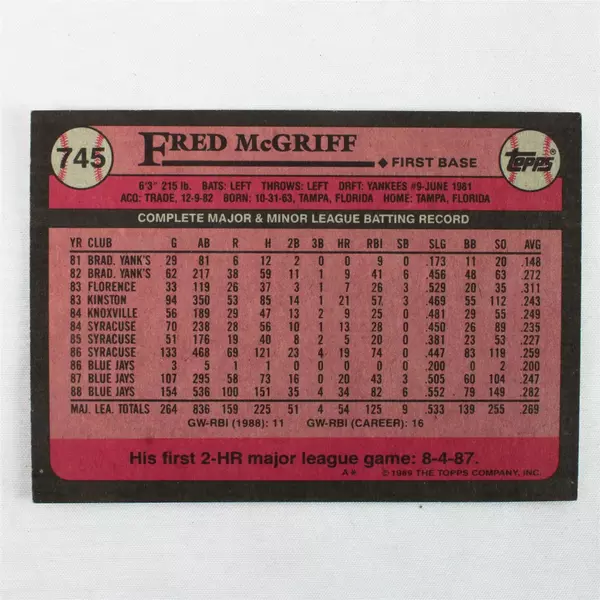 745
FRED McGRIFF
FIRST BASE
topps
6'3" 215 lb. BATS: LEFT THROWS: LEFT DRFT: YANKEES #9-JUNE 1981
ACQ: TRADE, 12-9-82 BORN: 10-31-63, TAMPA, FLORIDA HOME: TAMPA, FLORIDA
COMPLETE MAJOR & MINOR LEAGUE BATTING RECORD
YR CLUB G AB R H 2B 3B HR RBI SB SLG BB SO AVG
81 BRAD. YANK'S 29 81 6 12 2 0 0 9 0 .173 11 20 .148
82 BRAD. YANK'S 62 217 38 59 11 1 9 41 6 .456 48 63 .272
83 FLORENCE 33 119 26 37 3 1 7 26 3 .529 20 35 .311
83 KINSTON 94 350 53 85 14 1 21 57 3 .469 55 112 .243
84 KNOXVILLE 56 189 29 47 13 2 9 25 0 .481 29 55 .249
84 SYRACUSE 70 238 28 56 10 1 13 28 0 .450 26 89 .235
85 SYRACUSE 51 176 19 40 8 2 5 20 0 .381 23 53 .227
86 SYRACUSE 133 468 69 121 23 4 19 74 0 .447 83 119 .259
86 BLUE JAYS 3 5 1 1 0 0 0 0 0 .200 0 2 .200
87 BLUE JAYS 107 295 58 73 16 0 20 43 3 .505 60 104 .247
88 BLUE JAYS 154 536 100 151 35 4 34 82 6 .552 79 149 .282
MAJ. LEA. TOTALS 264 836 159 225 51 4 54 125 9 .533 139 255 .269
GW-RBI (1988): 11 GW-RBI (CAREER): 16
His first 2-HR major league game: 8-4-87.
© 1989 THE TOPPS COMPANY, INC.